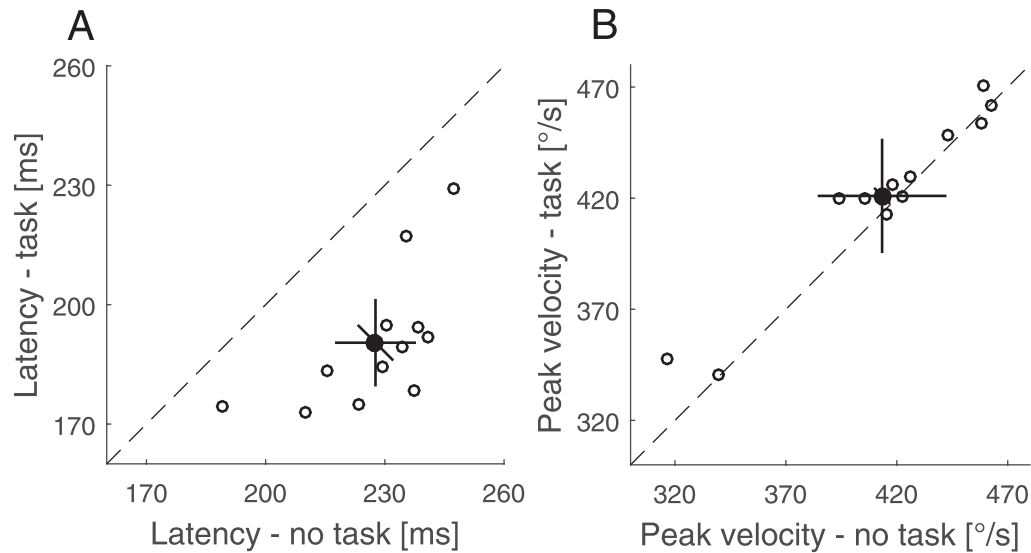 A
260
230
200
170
Latency - task [ms]
170 200 230 260
Latency - no task [ms]
B
470
420
370
320
Peak velocity - task [°/s]
320 370 420 470
Peak velocity - no task [°/s]